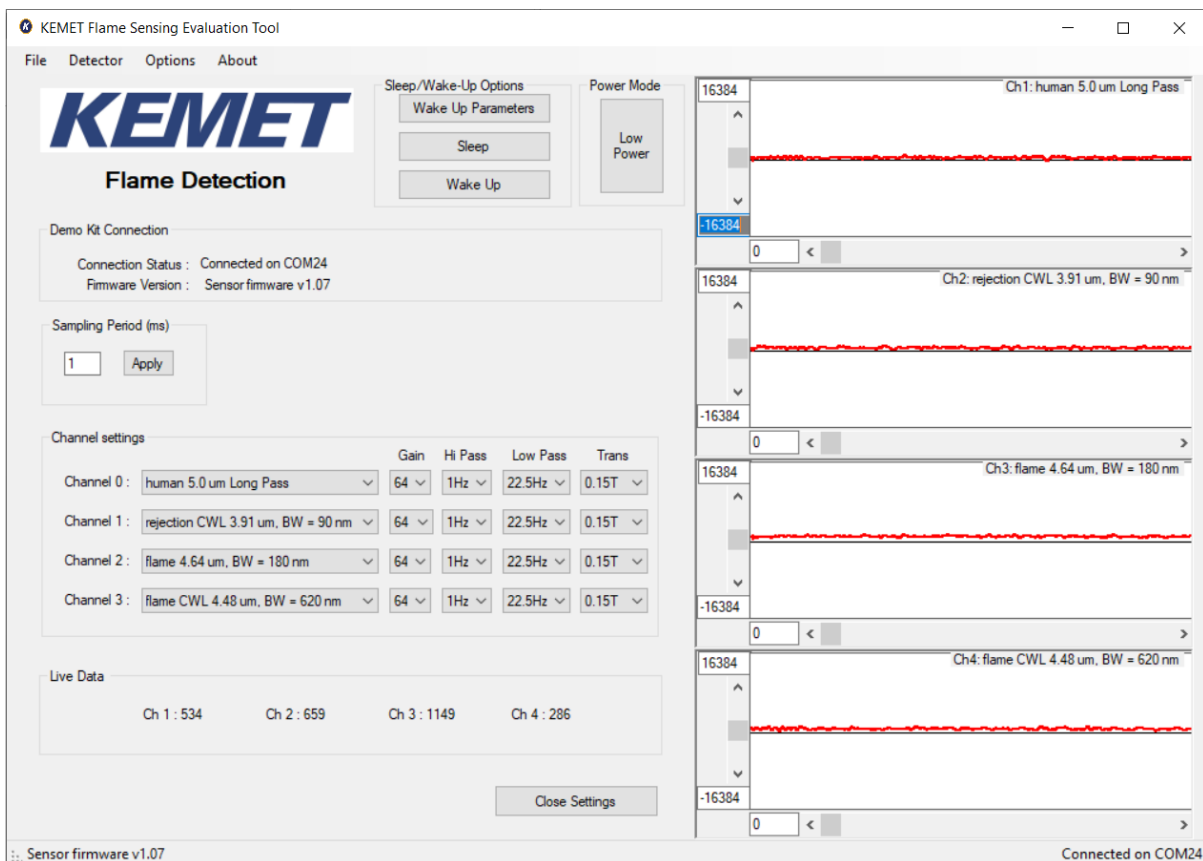 KEMET Flame Sensing Evaluation Tool
File Detector Options About
KEMET
Flame Detection
Sleep/Wake-Up Options
Wake Up Parameters
Sleep
Wake Up
Power Mode
Low
Power
Demo Kit Connection
Connection Status : Connected on COM24
Firmware Version : Sensor firmware v1.07
Sampling Period (ms)
1 Apply
Channel settings
Gain Hi Pass Low Pass Trans
Channel 0 : human 5.0 um Long Pass 64 1Hz 22.5Hz 0.15T
Channel 1 : rejection CWL 3.91 um, BW = 90 nm 64 1Hz 22.5Hz 0.15T
Channel 2 : flame 4.64 um, BW = 180 nm 64 1Hz 22.5Hz 0.15T
Channel 3 : flame CWL 4.48 um, BW = 620 nm 64 1Hz 22.5Hz 0.15T
Live Data
Ch 1 : 534 Ch 2 : 659 Ch 3 : 1149 Ch 4 : 286
Close Settings
16384 Ch1: human 5.0 um Long Pass
-16384
0
16384 Ch2: rejection CWL 3.91 um, BW = 90 nm
-16384
0
16384 Ch3: flame 4.64 um, BW = 180 nm
-16384
0
16384 Ch4: flame CWL 4.48 um, BW = 620 nm
-16384
0
Sensor firmware v1.07 Connected on COM24